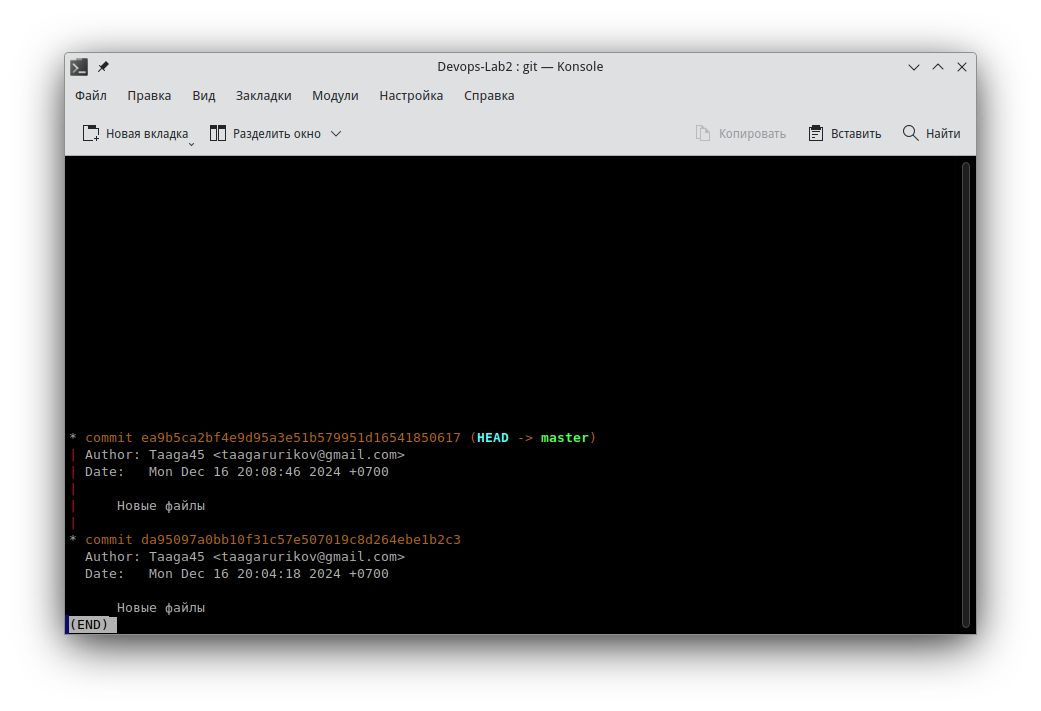 Devops-Lab2 : git — Konsole
Файл Правка Вид Закладки Модули Настройка Справка
Новая вкладка Разделить окно Копировать Вставить Найти
* commit ea9b5ca2bf4e9d95a3e51b579951d16541850617 (HEAD -> master)
| Author: Taaga45 <taagarurikov@gmail.com>
| Date:   Mon Dec 16 20:08:46 2024 +0700
|
|     Новые файлы
|
* commit da95097a0bb10f31c57e507019c8d264ebe1b2c3
  Author: Taaga45 <taagarurikov@gmail.com>
  Date:   Mon Dec 16 20:04:18 2024 +0700
      Новые файлы
(END)